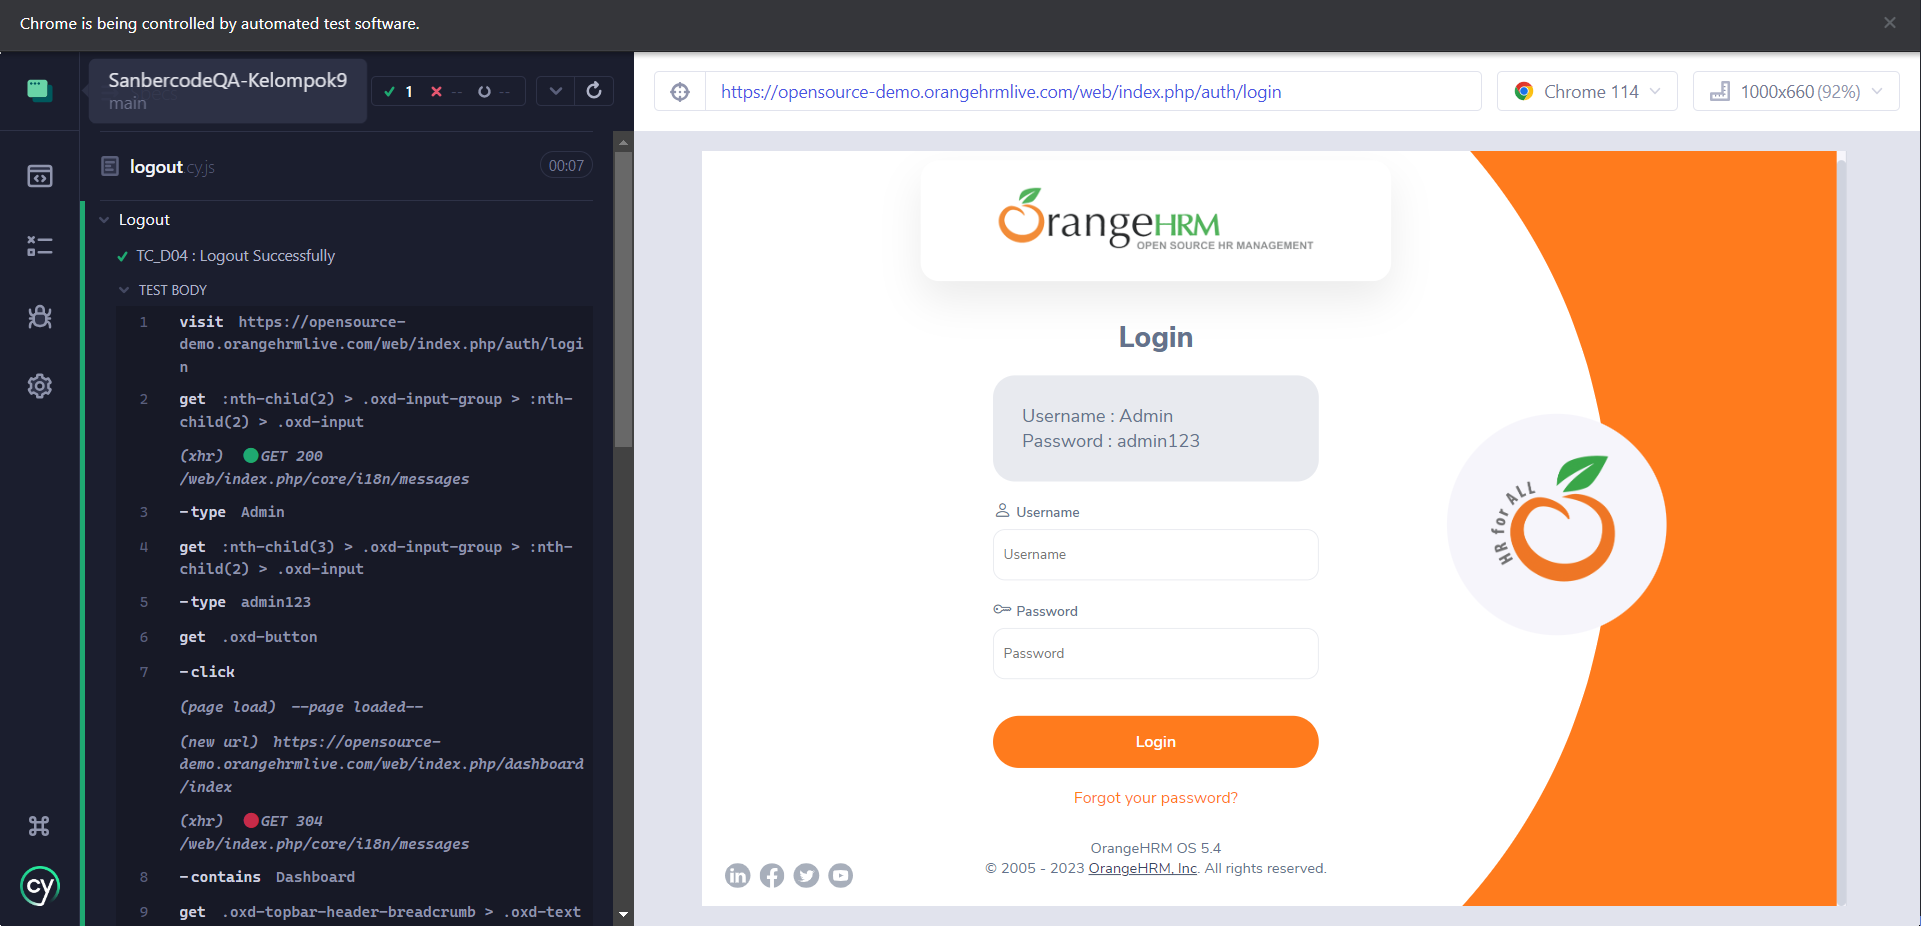 Chrome is being controlled by automated test software.
SanbercodeQA-Kelompok9
main
1
--
--
https://opensource-demo.orangehrmlive.com/web/index.php/auth/login
Chrome 114
1000x660 (92%)
logout.cy.js
00:07
Logout
TC_D04 : Logout Successfully
TEST BODY
1 visit https://opensource-
demo.orangehrmlive.com/web/index.php/auth/logi
n
2 get :nth-child(2) > .oxd-input-group > :nth-
child(2) > .oxd-input
(xhr) GET 200
/web/index.php/core/i18n/messages
3 -type Admin
4 get :nth-child(3) > .oxd-input-group > :nth-
child(2) > .oxd-input
5 -type admin123
6 get .oxd-button
7 -click
(page load) --page loaded--
(new url) https://opensource-
demo.orangehrmlive.com/web/index.php/dashboard
/index
(xhr) GET 304
/web/index.php/core/i18n/messages
8 -contains Dashboard
9 get .oxd-topbar-header-breadcrumb > .oxd-text
cy
OrangeHRM
OPEN SOURCE HR MANAGEMENT
Login
Username : Admin
Password : admin123
Username
Username
Password
Password
Login
Forgot your password?
OrangeHRM OS 5.4
© 2005 - 2023 OrangeHRM, Inc. All rights reserved.
HR for ALL